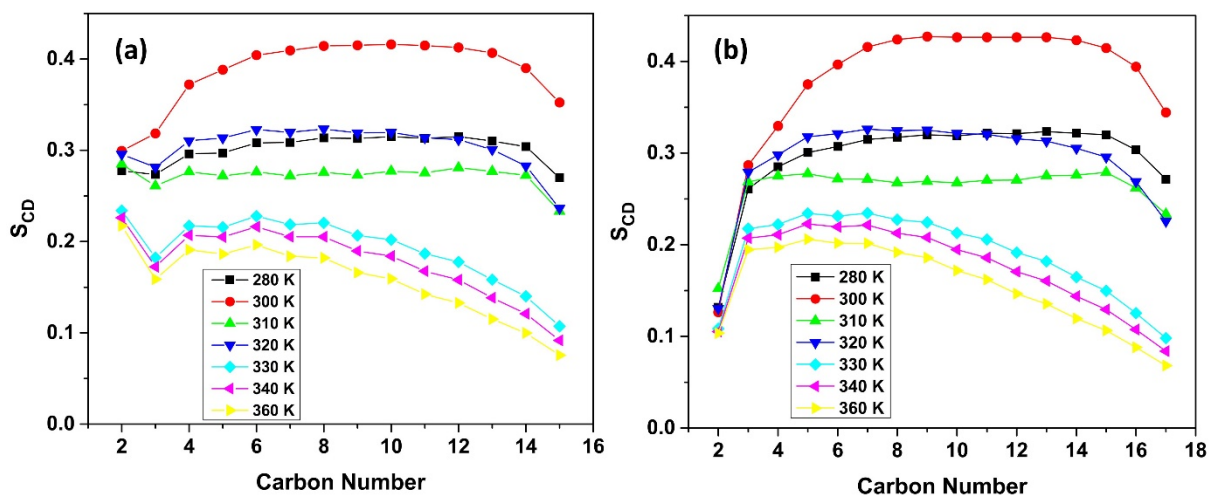 (a)
S_CD
0.4
0.3
0.2
0.1
0.0
280 K
300 K
310 K
320 K
330 K
340 K
360 K
2 4 6 8 10 12 14 16
Carbon Number
(b)
S_CD
0.4
0.3
0.2
0.1
0.0
280 K
300 K
310 K
320 K
330 K
340 K
360 K
2 4 6 8 10 12 14 16 18
Carbon Number